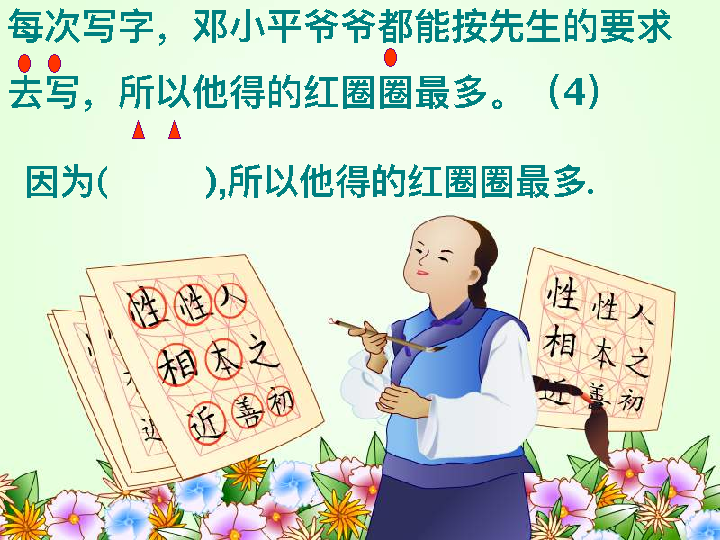 每次写字，邓小平爷爷都能按先生的要求
去写，所以他得的红圈圈最多。（4）
因为(　　　),所以他得的红圈圈最多.
性 性 人
相 本 之
近 善 初
性 性 人
相 本 之
近 善 初